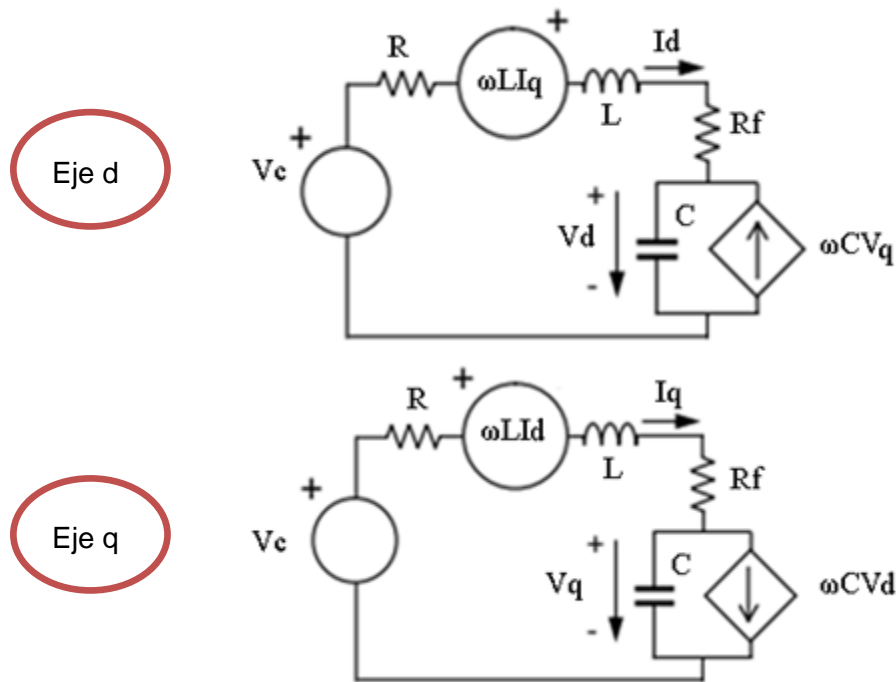 Eje d
R
+
ωLIq
L
Id
Rf
+
Vc
+
Vd
-
C
ωCVq
Eje q
R
+
ωLId
L
Iq
Rf
+
Vc
+
Vq
-
C
ωCVd